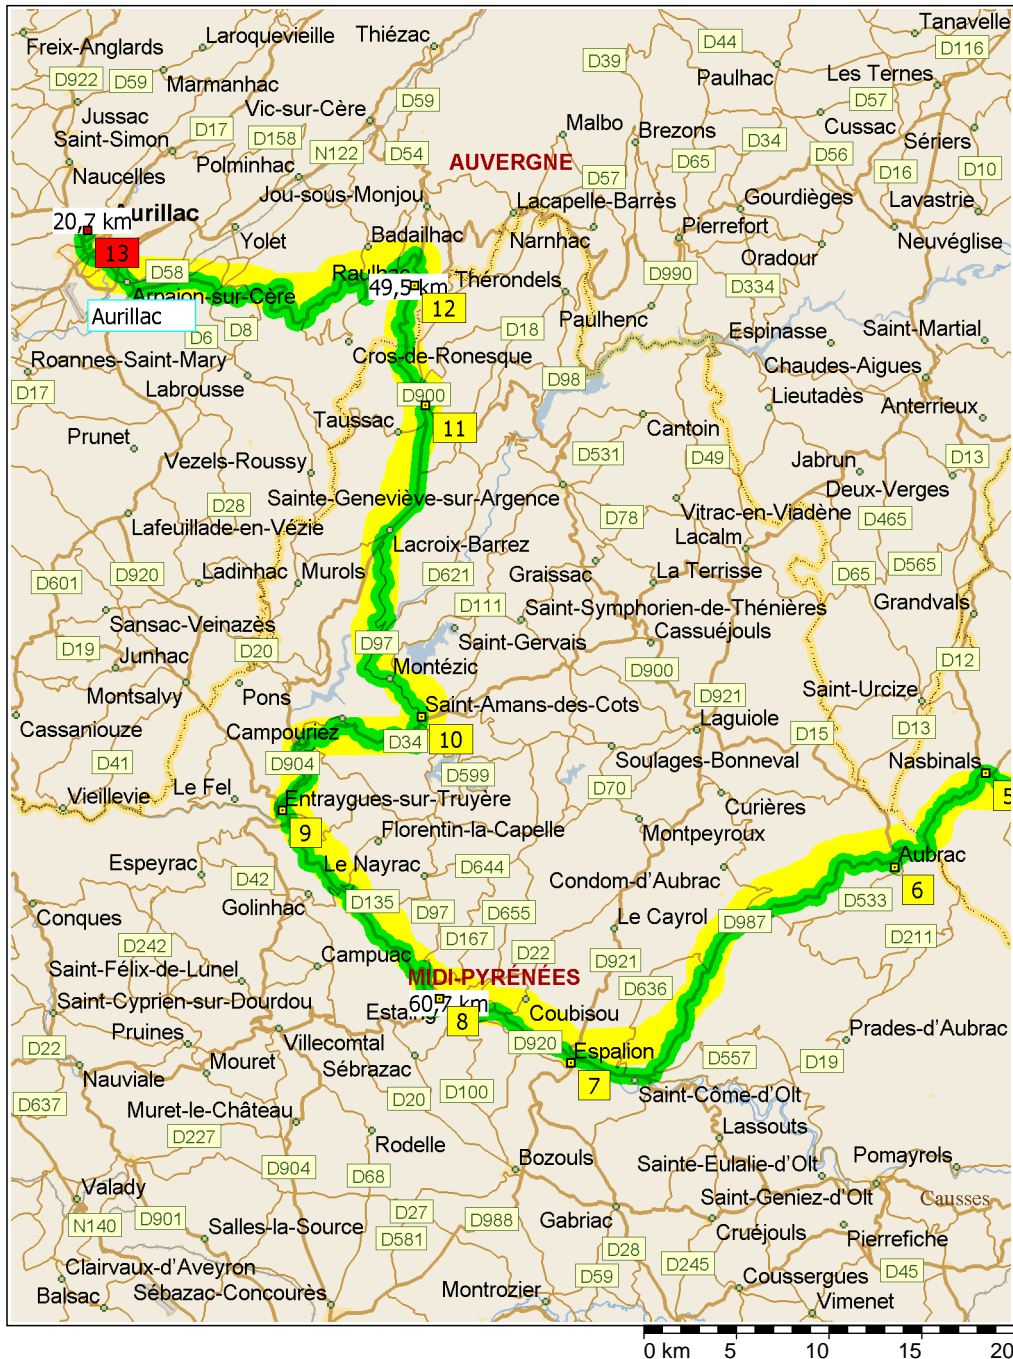 Tanavelle
Laroquevieille
Thiézac
Freix-Anglards
D44
D116
D39
Paulhac
Les Ternes
D922
D59
Marmanhac
D59
D57
Vic-sur-Cère
Jussac
Malbo
Brezons
Cussac
Saint-Simon
D17
D158
D34
Sériers
N122
D54
AUVERGNE
D65
D56
Polminhac
D16
D10
Naucelles
D57
Jou-sous-Monjou
Lacapelle-Barrès
Gourdièges
Lavastrie
20,7 km
Aurillac
Pierrefort
Yolet
Badailhac
Narnhac
Neuvéglise
13
Oradour
D58
Raulhac
Thérondels
D990
D334
49,5 km
Arpajon-sur-Cère
12
Paulhenc
Aurillac
D6
D8
D18
Espinasse
Saint-Martial
Roannes-Saint-Mary
Cros-de-Ronesque
Chaudes-Aigues
D17
Labrousse
D98
D900
Lieutadès
Anterrieux
Taussac
11
Cantoin
Prunet
D531
D49
Jabrun
D13
Vezels-Roussy
Deux-Verges
D28
Sainte-Geneviève-sur-Argence
D78
Vitrac-en-Viadène
D465
Lafeuillade-en-Vézie
Lacroix-Barrez
Lacalm
D601
D920
Ladinhac
Murols
D621
Graissac
La Terrisse
D65
D565
D111
Saint-Symphorien-de-Thénières
Grandvals
Sansac-Veinazès
Cassuéjouls
D19
D20
D97
Saint-Gervais
Junhac
Montézic
D900
D12
Montsalvy
Pons
D921
Saint-Urcize
Saint-Amans-des-Cots
Laguiole
Cassaniouze
Campouriez
D34
10
D15
D13
D41
D904
D599
Soulages-Bonneval
Nasbinals
D70
Vieillevie
Le Fel
Entraygues-sur-Truyère
Curières
5
9
Florentin-la-Capelle
Montpeyroux
Espeyrac
Le Nayrac
D644
Aubrac
D42
Condom-d'Aubrac
6
Golinhac
D135
D97
D655
Le Cayrol
D987
D533
Conques
D242
D167
D22
D211
Campuac
D921
Saint-Félix-de-Lunel
MIDI-PYRÉNÉES
D636
Saint-Cyprien-sur-Dourdou
60,7 km
Estaing
8
Coubisou
Pruines
Villecomtal
D920
Espalion
Prades-d'Aubrac
D22
Mouret
Sébrazac
D557
D19
Nauviale
7
D637
D20
D100
Saint-Côme-d'Olt
Muret-le-Château
Lassouts
D227
Rodelle
D904
D68
Bozouls
Sainte-Eulalie-d'Olt
Pomayrols
Valady
Saint-Geniez-d'Olt
Causses
N140
D901
D27
D988
Gabriac
Salles-la-Source
D581
Cruéjouls
Pierrefiche
D28
D245
D45
Clairvaux-d'Aveyron
D59
Coussergues
Balsac
Sébazac-Concourès
Montrozier
Vimenet
0 km 5 10 15 20